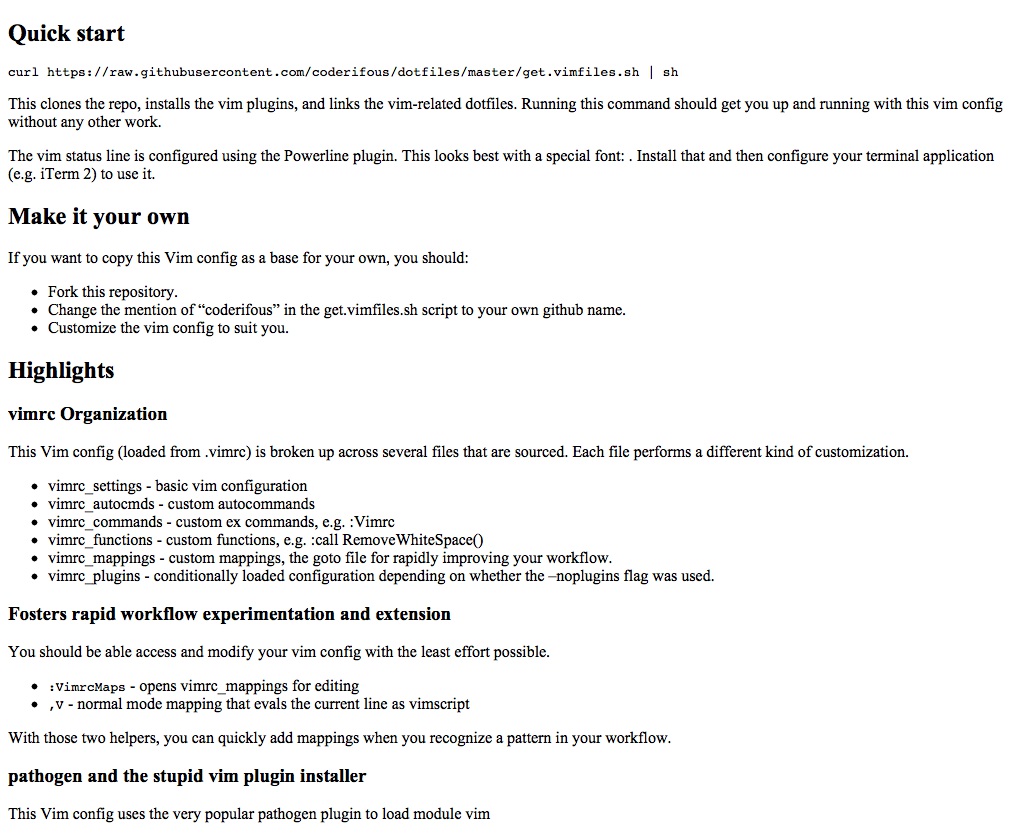 Quick start
curl https://raw.githubusercontent.com/coderifous/dotfiles/master/get.vimfiles.sh | sh
This clones the repo, installs the vim plugins, and links the vim-related dotfiles. Running this command should get you up and running with this vim config
without any other work.
The vim status line is configured using the Powerline plugin. This looks best with a special font: . Install that and then configure your terminal application
(e.g. iTerm 2) to use it.
Make it your own
If you want to copy this Vim config as a base for your own, you should:
• Fork this repository.
• Change the mention of “coderifous” in the get.vimfiles.sh script to your own github name.
• Customize the vim config to suit you.
Highlights
vimrc Organization
This Vim config (loaded from .vimrc) is broken up across several files that are sourced. Each file performs a different kind of customization.
• vimrc_settings - basic vim configuration
• vimrc_autocmds - custom autocommands
• vimrc_commands - custom ex commands, e.g. :Vimrc
• vimrc_functions - custom functions, e.g. :call RemoveWhiteSpace()
• vimrc_mappings - custom mappings, the goto file for rapidly improving your workflow.
• vimrc_plugins - conditionally loaded configuration depending on whether the –noplugins flag was used.
Fosters rapid workflow experimentation and extension
You should be able access and modify your vim config with the least effort possible.
• :VimrcMaps - opens vimrc_mappings for editing
• ,v - normal mode mapping that evals the current line as vimscript
With those two helpers, you can quickly add mappings when you recognize a pattern in your workflow.
pathogen and the stupid vim plugin installer
This Vim config uses the very popular pathogen plugin to load module vim